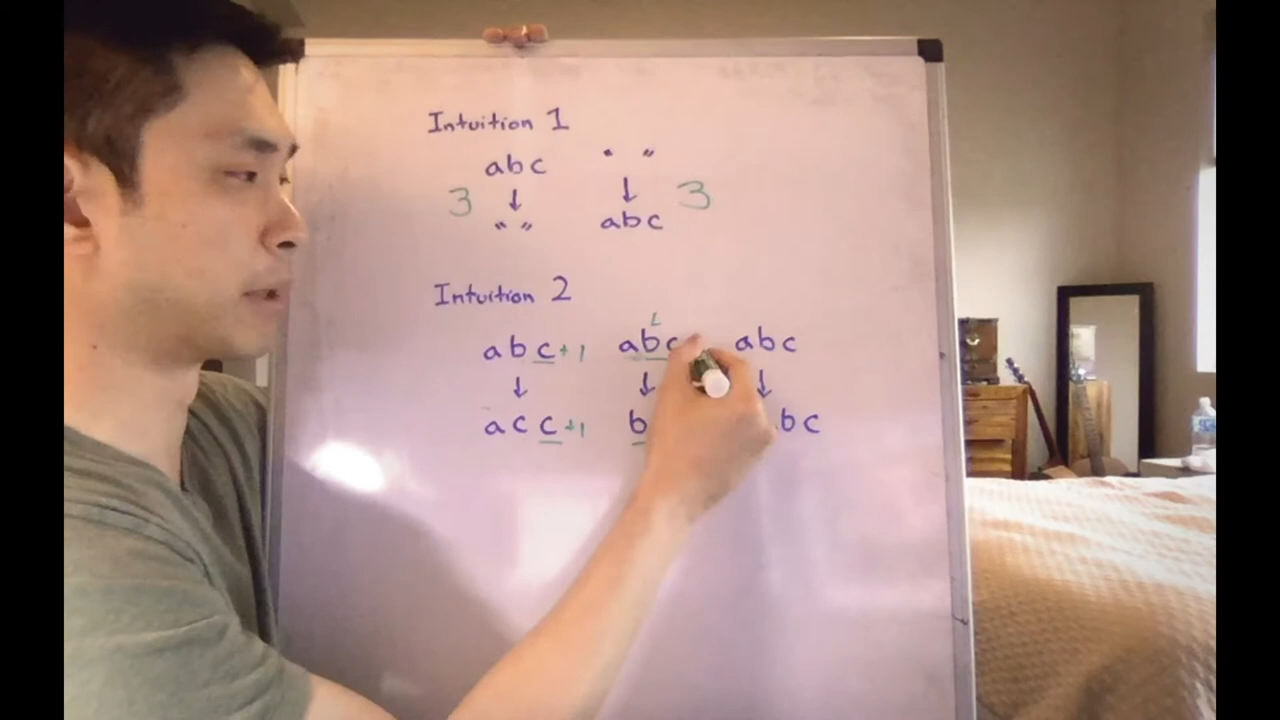 Intuition 1
abc " "
3 ↓ ↓ 3
" " abc
Intuition 2
abc+1 abc abc
↓ ↓ ↓
acc+1 b bc